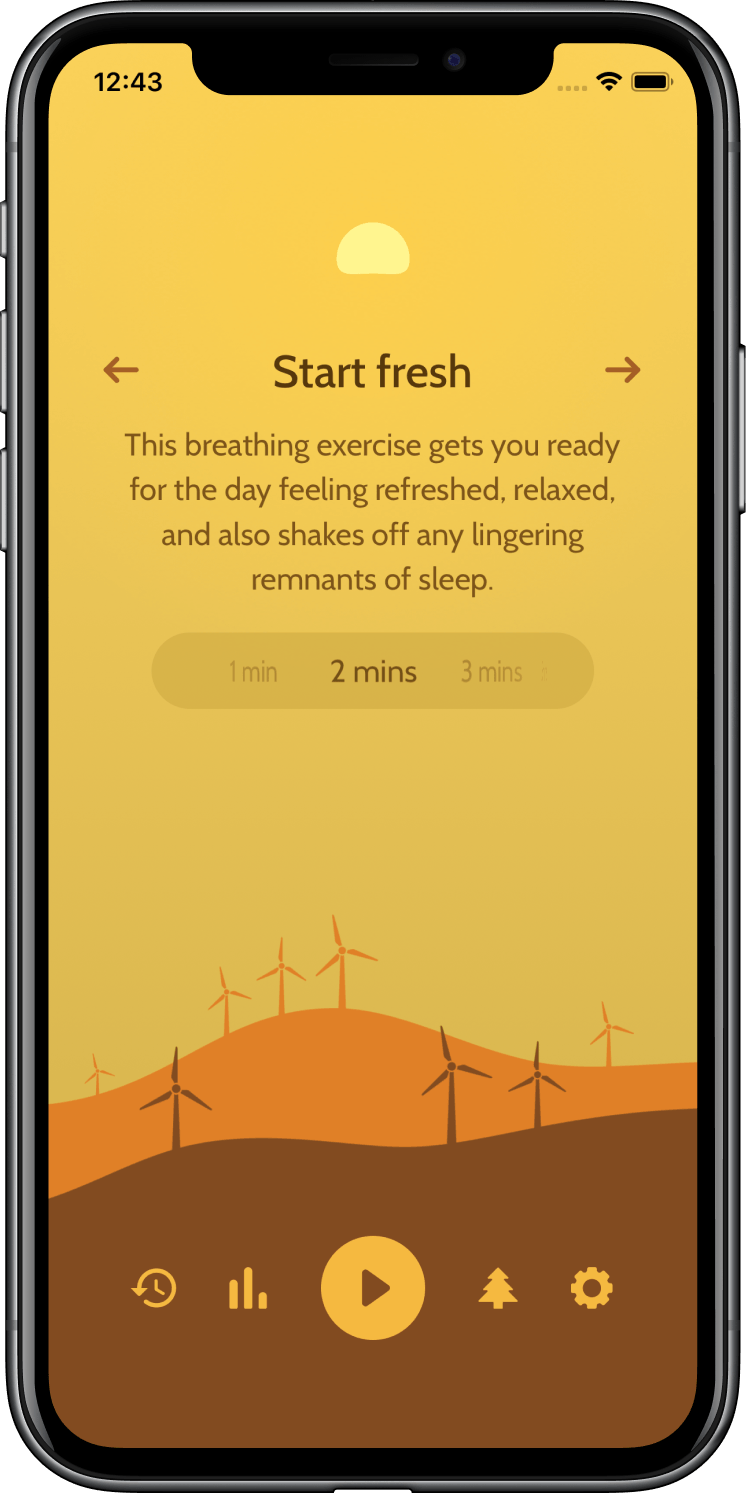 12:43
Start fresh
This breathing exercise gets you ready
for the day feeling refreshed, relaxed,
and also shakes off any lingering
remnants of sleep.
1 min 2 mins 3 mins